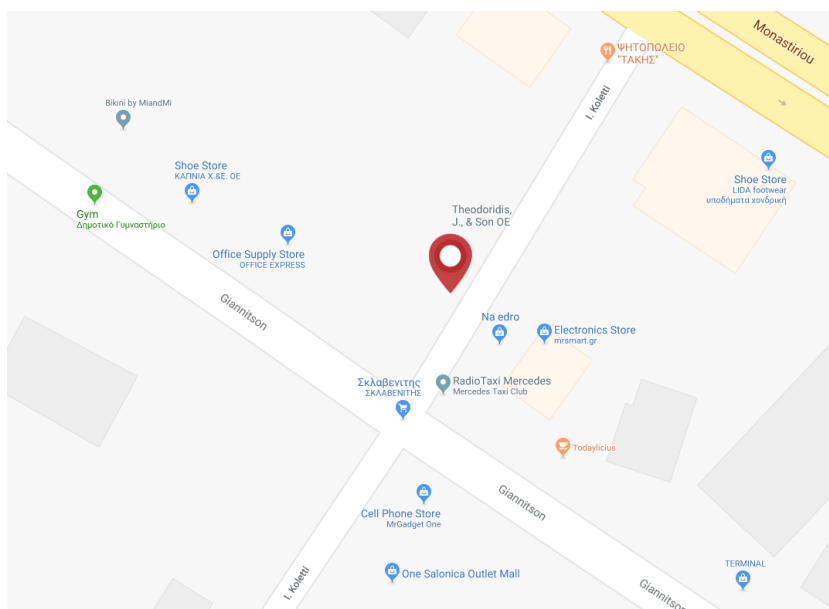 Monastiriou
ΨΗΤΟΠΩΛΕΙΟ
"ΤΑΚΗΣ"
I. Koletti
Bikini by MiandMi
Shoe Store
ΚΑΠΝΙΑ Χ.&Ε. ΟΕ
Shoe Store
LIDA footwear
υποδήματα χονδρική
Gym
Δημοτικό Γυμναστήριο
Theodoridis,
J., & Son OE
Office Supply Store
OFFICE EXPRESS
Giannitson
Na edro
Electronics Store
mrsmart.gr
Σκλαβενιτης
ΣΚΛΑΒΕΝΙΤΗΣ
RadioTaxi Mercedes
Mercedes Taxi Club
Todaylicius
Giannitson
Cell Phone Store
MrGadget One
One Salonica Outlet Mall
TERMINAL
I. Koletti
Giannitson